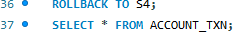 36 ROLLBACK TO S4;
37 SELECT * FROM ACCOUNT_TXN;